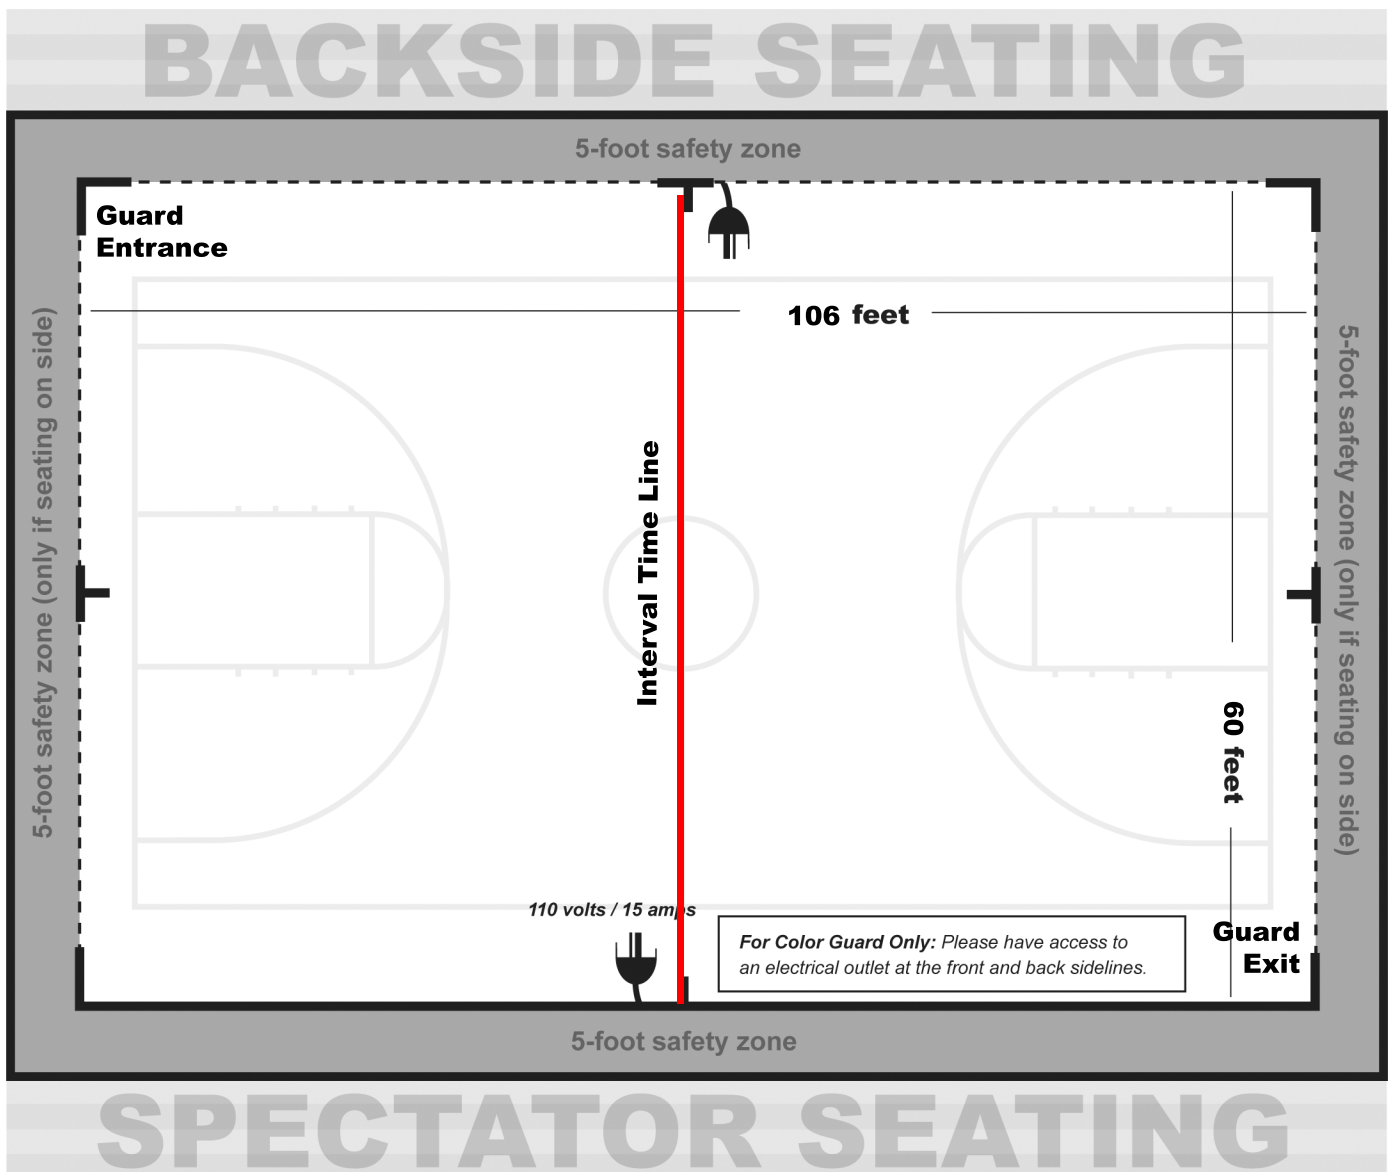 BACKSIDE SEATING
5-foot safety zone
Guard
Entrance
106 feet
5-foot safety zone (only if seating on side)
5-foot safety zone (only if seating on side)
Interval Time Line
60 feet
110 volts / 15 amps
For Color Guard Only: Please have access to
an electrical outlet at the front and back sidelines.
Guard
Exit
5-foot safety zone
SPECTATOR SEATING